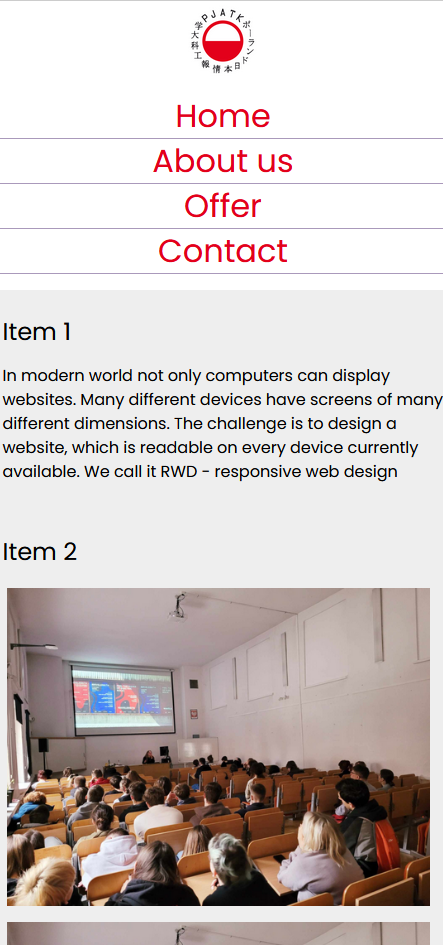 PJATK
ポーランド
日本情報工科大学
Home
About us
Offer
Contact
Item 1
In modern world not only computers can display
websites. Many different devices have screens of many
different dimensions. The challenge is to design a
website, which is readable on every device currently
available. We call it RWD - responsive web design
Item 2